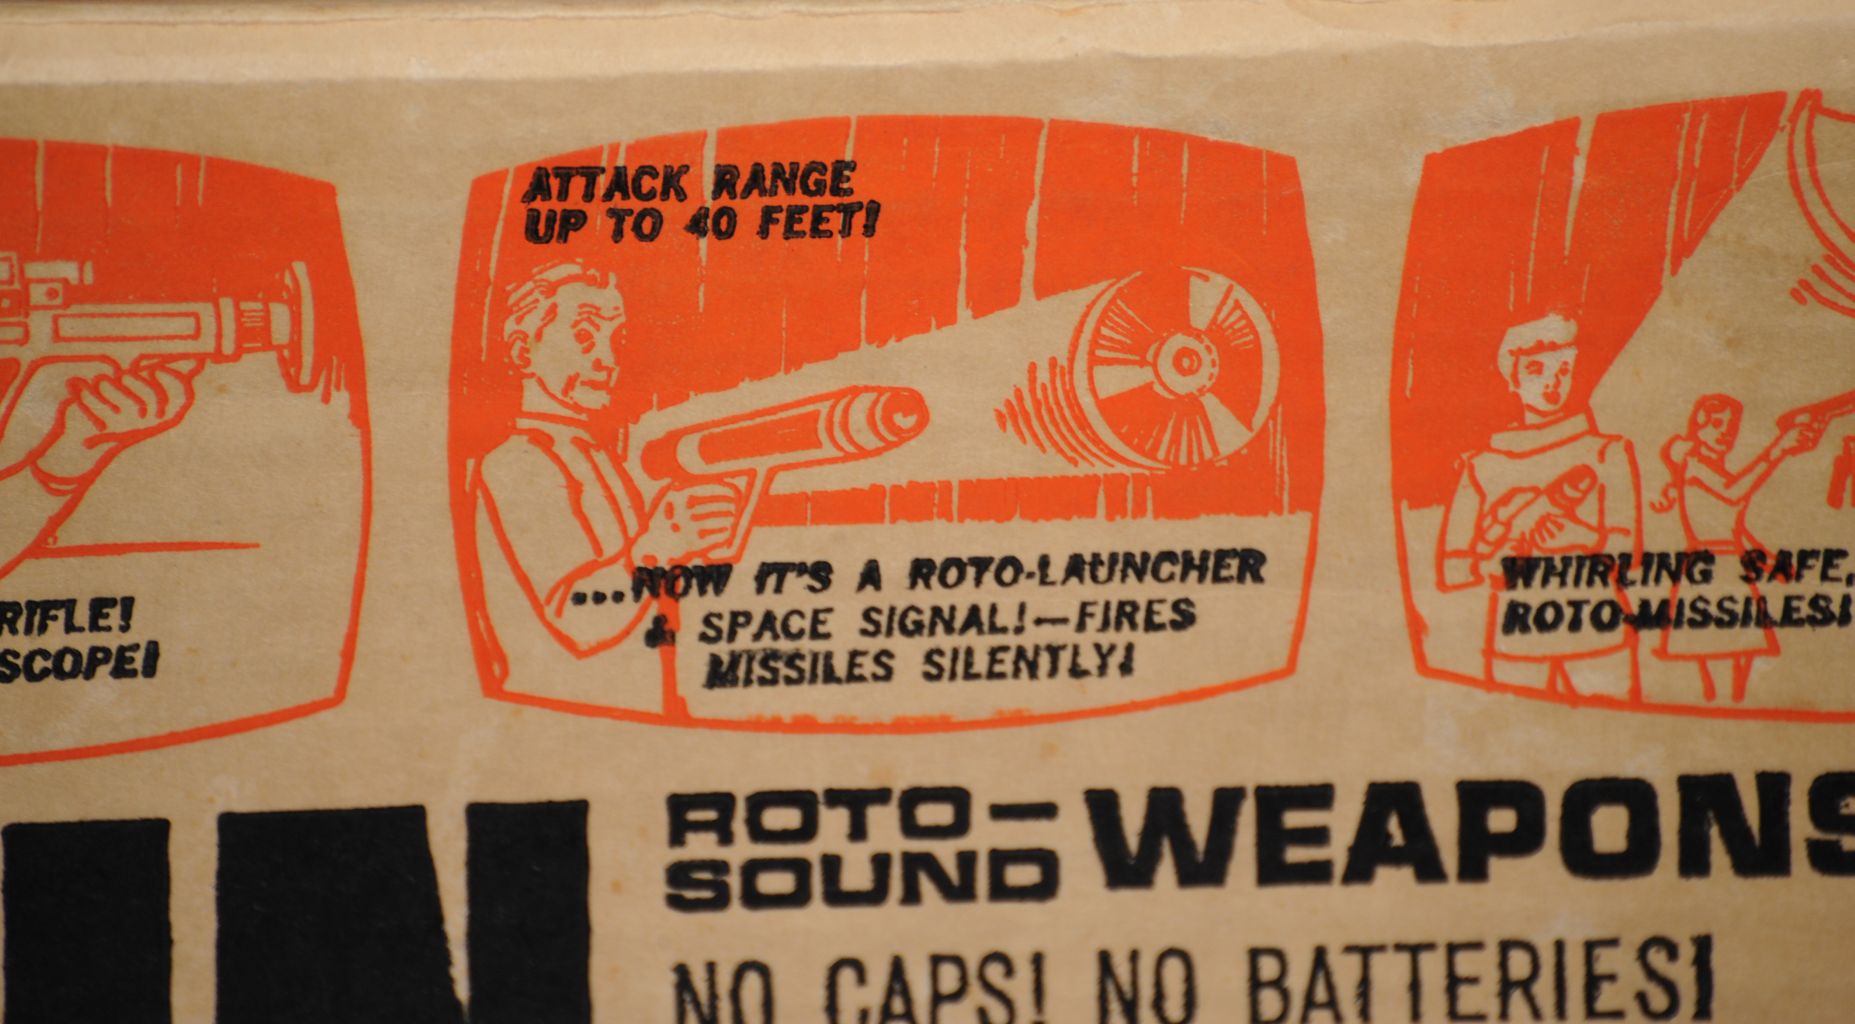 RIFLE!
SCOPE!
ATTACK RANGE
UP TO 40 FEET!
...NOW IT'S A ROTO-LAUNCHER
& SPACE SIGNAL!—FIRES
MISSILES SILENTLY!
WHIRLING SAFE,
ROTO-MISSILES!
IN
ROTO-
SOUND WEAPONS
NO CAPS! NO BATTERIES!